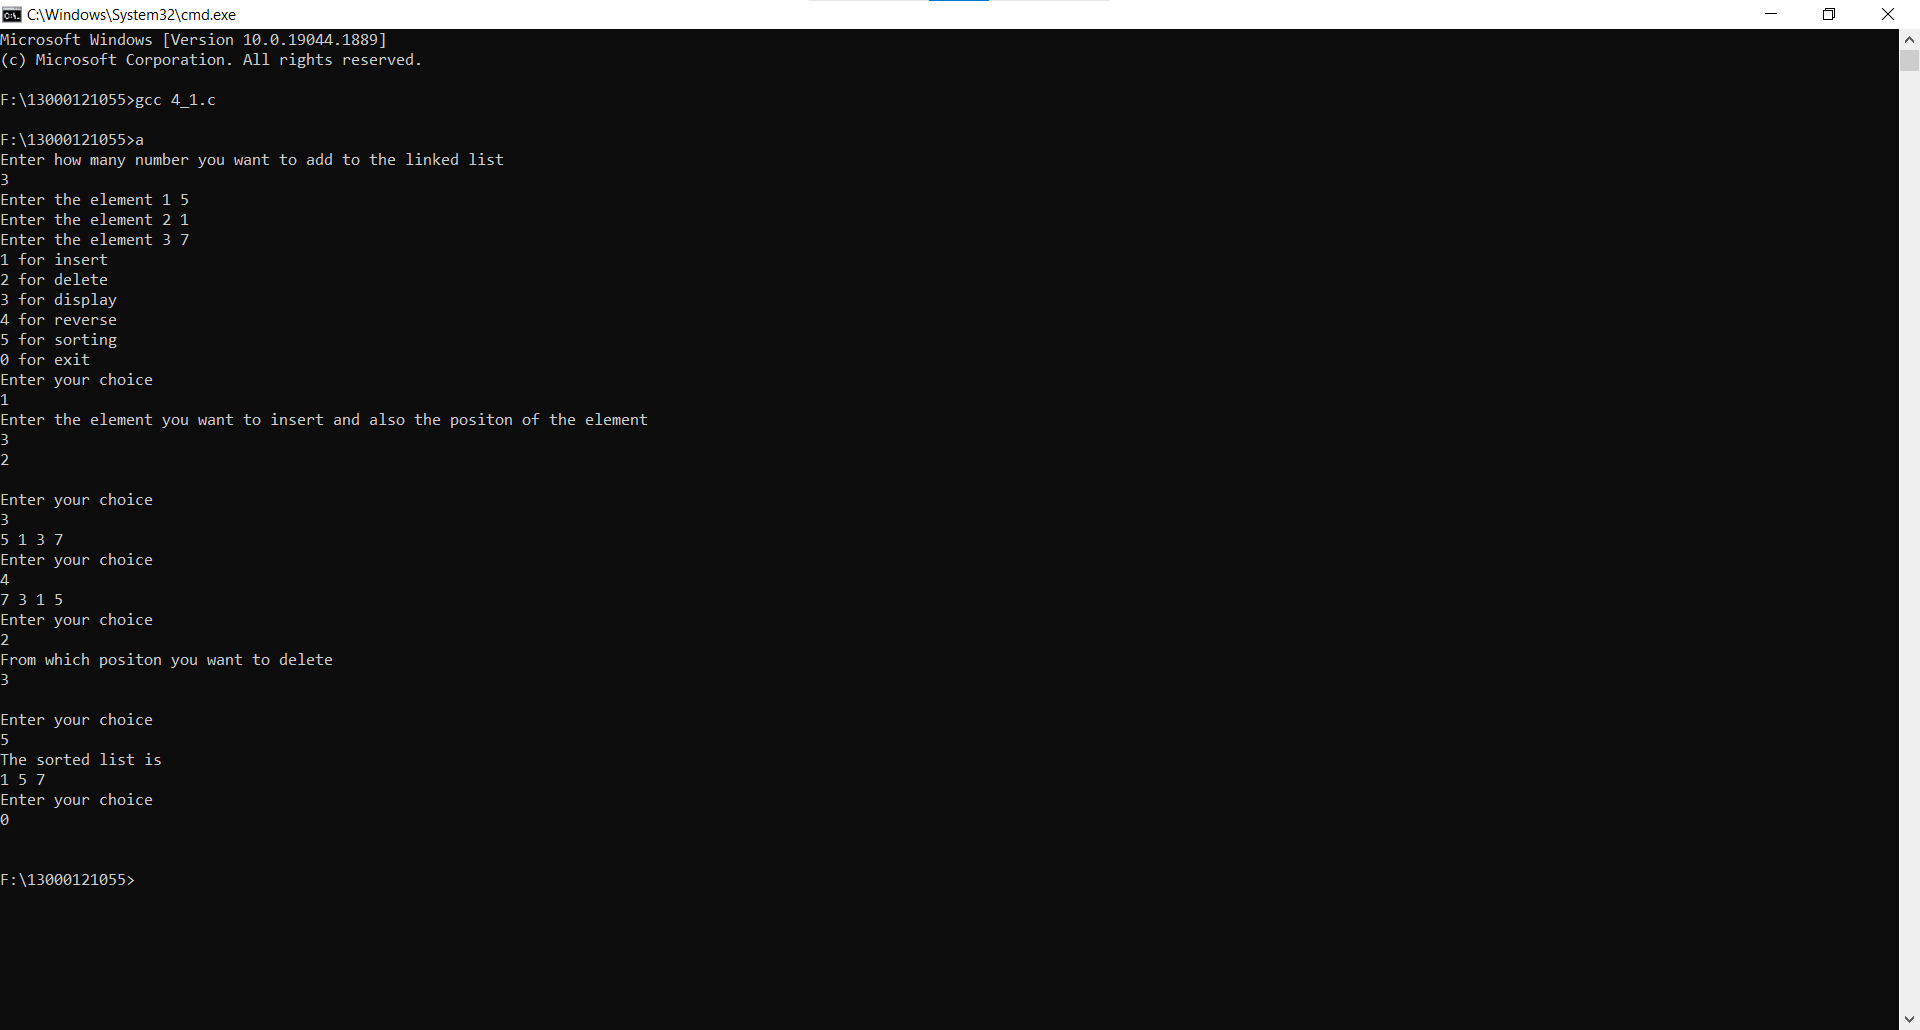 C:\Windows\System32\cmd.exe
Microsoft Windows [Version 10.0.19044.1889]
(c) Microsoft Corporation. All rights reserved.
F:\13000121055>gcc 4_1.c
F:\13000121055>a
Enter how many number you want to add to the linked list
3
Enter the element 1 5
Enter the element 2 1
Enter the element 3 7
1 for insert
2 for delete
3 for display
4 for reverse
5 for sorting
0 for exit
Enter your choice
1
Enter the element you want to insert and also the positon of the element
3
2
Enter your choice
3
5 1 3 7
Enter your choice
4
7 3 1 5
Enter your choice
2
From which positon you want to delete
3
Enter your choice
5
The sorted list is
1 5 7
Enter your choice
0
F:\13000121055>